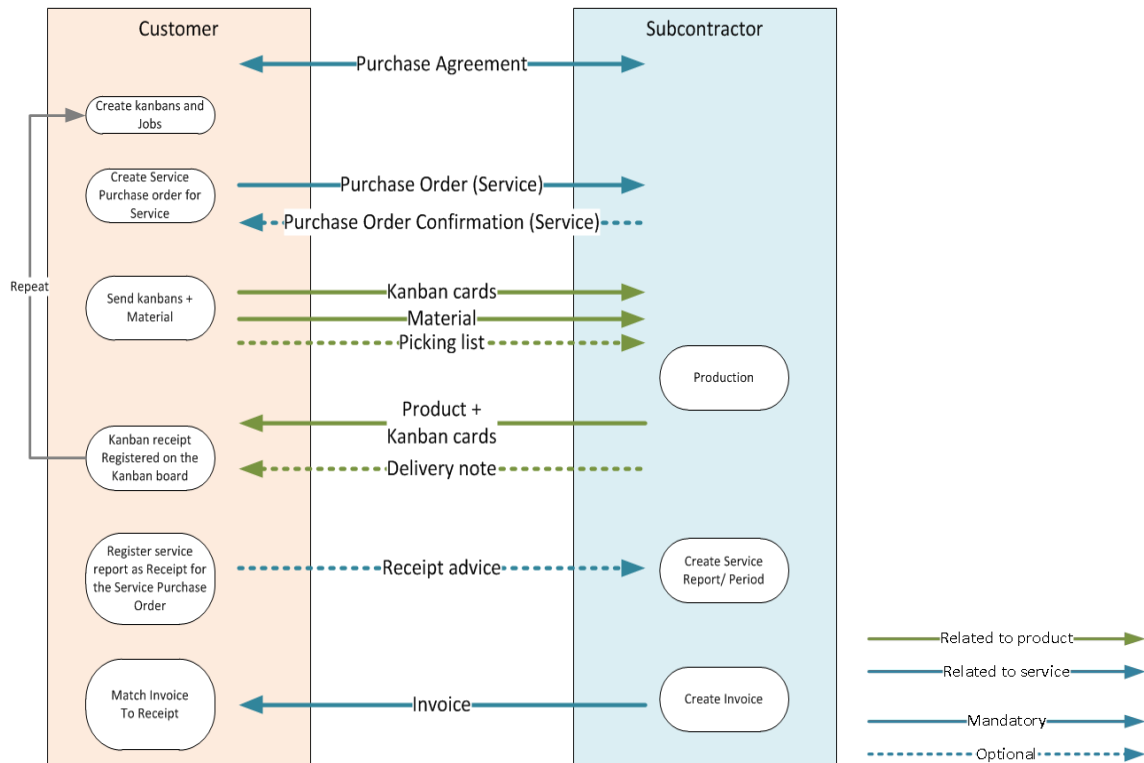 Customer
Subcontractor
Purchase Agreement
Create kanbans and
Jobs
Create Service
Purchase order for
Service
Purchase Order (Service)
Purchase Order Confirmation (Service)
Repeat
Send kanbans +
Material
Kanban cards
Material
Picking list
Production
Product +
Kanban cards
Kanban receipt
Registered on the
Kanban board
Delivery note
Register service
report as Receipt for
the Service Purchase
Order
Receipt advice
Create Service
Report/ Period
Related to product
Related to service
Match Invoice
To Receipt
Invoice
Create Invoice
Mandatory
Optional